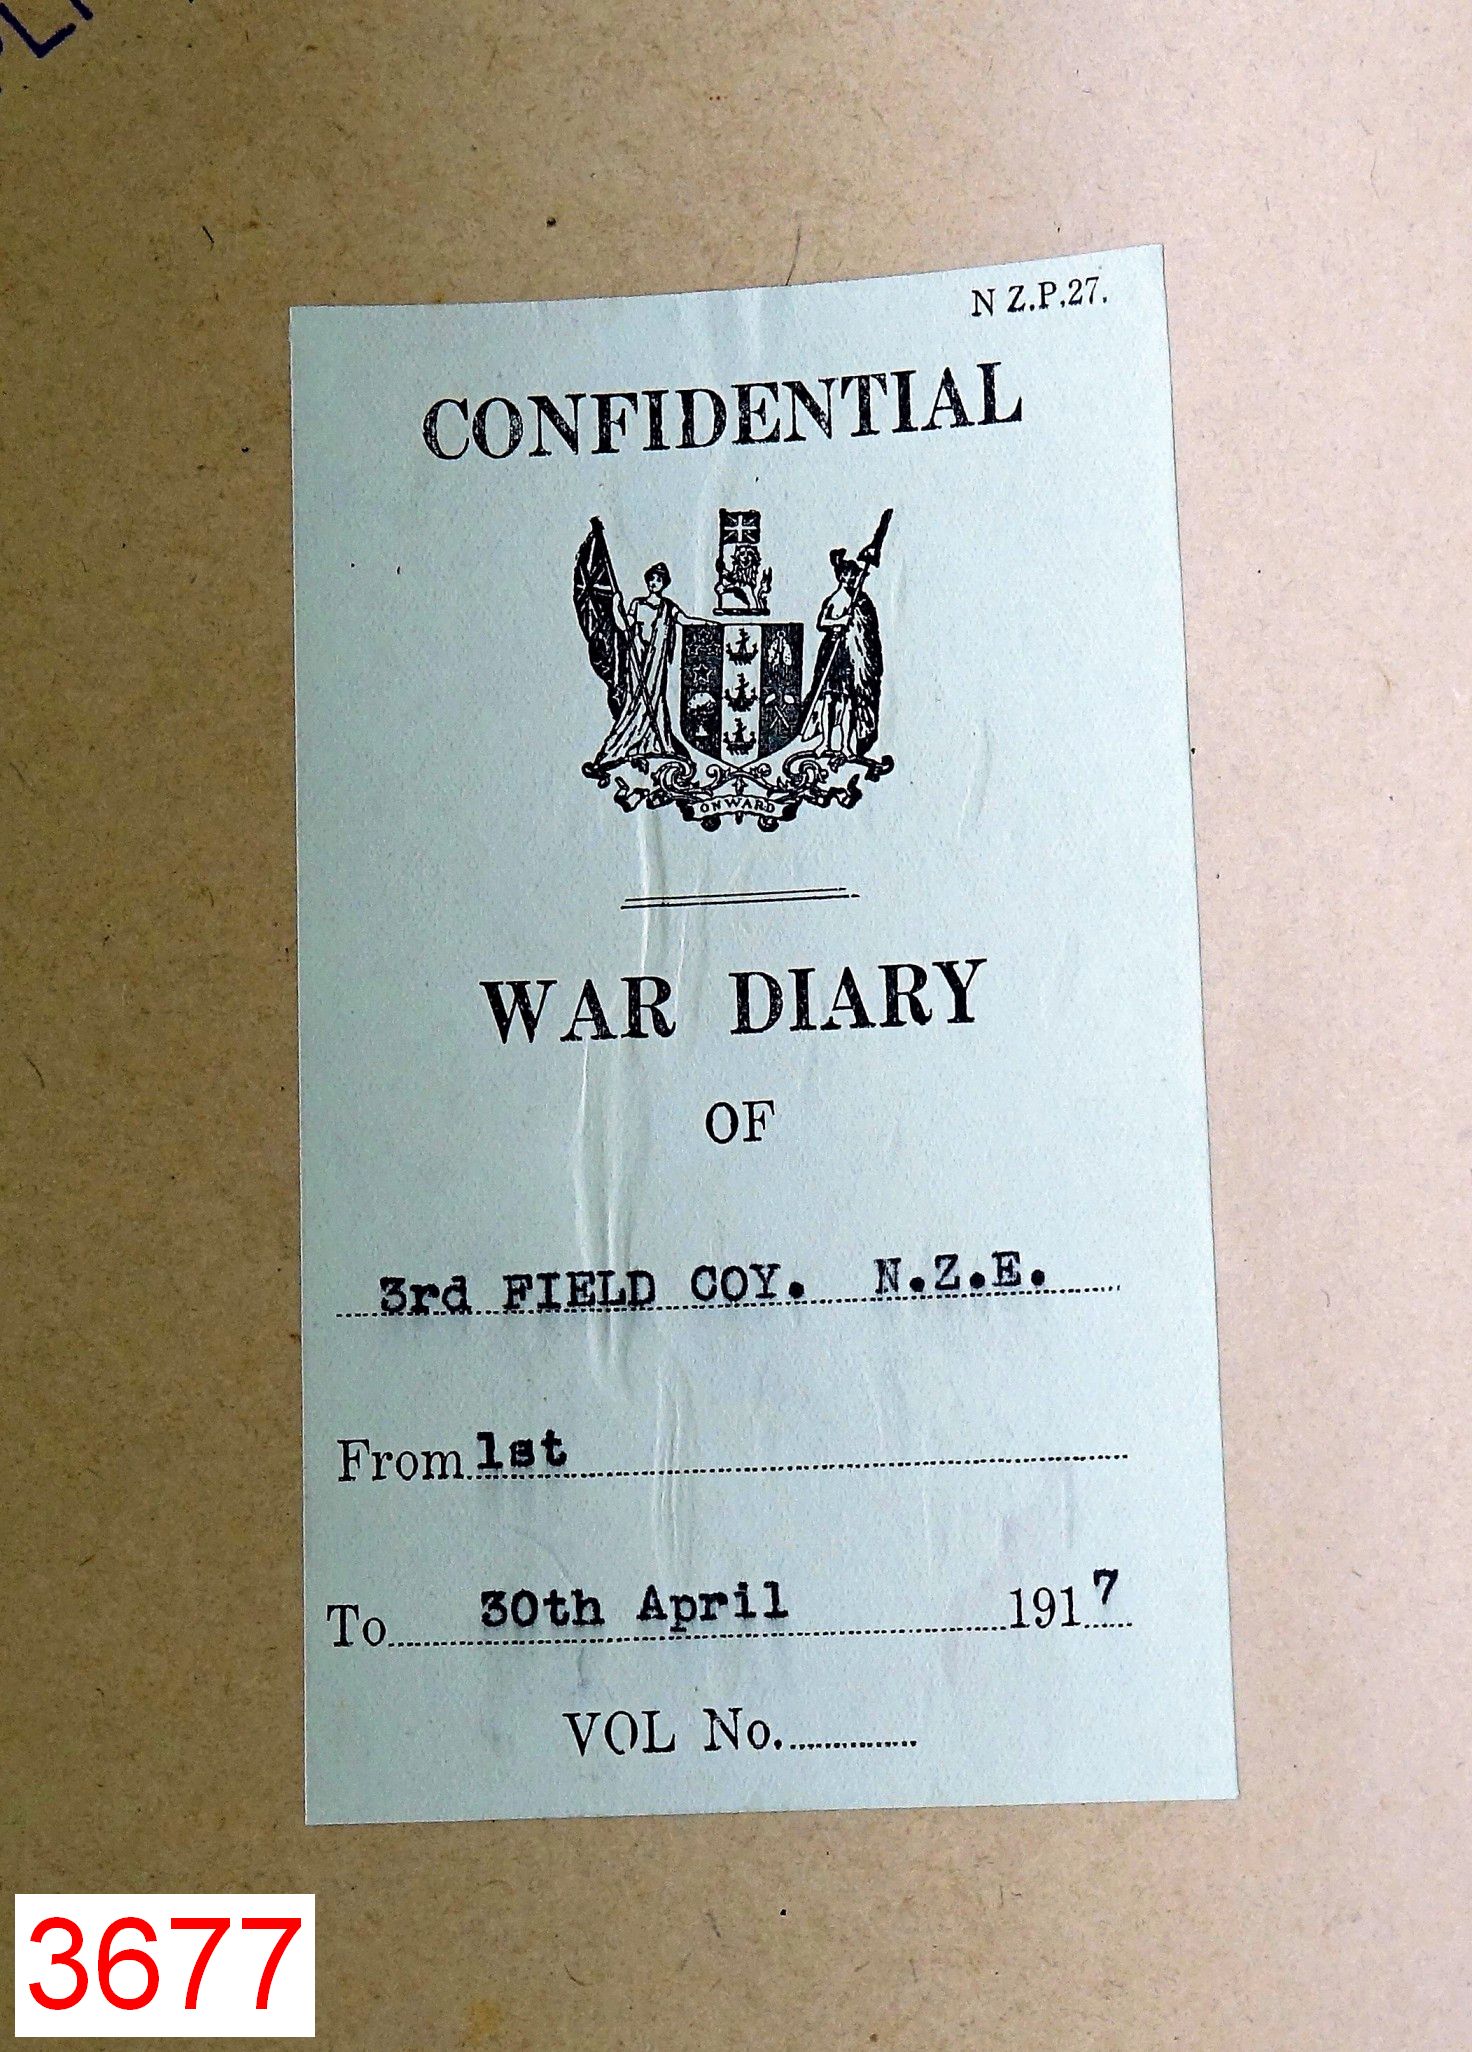 N Z.P.27.
CONFIDENTIAL
ONWARD
WAR DIARY
OF
3rd FIELD COY. N.Z.E.
From 1st
To 30th April 1917
VOL No.
3677